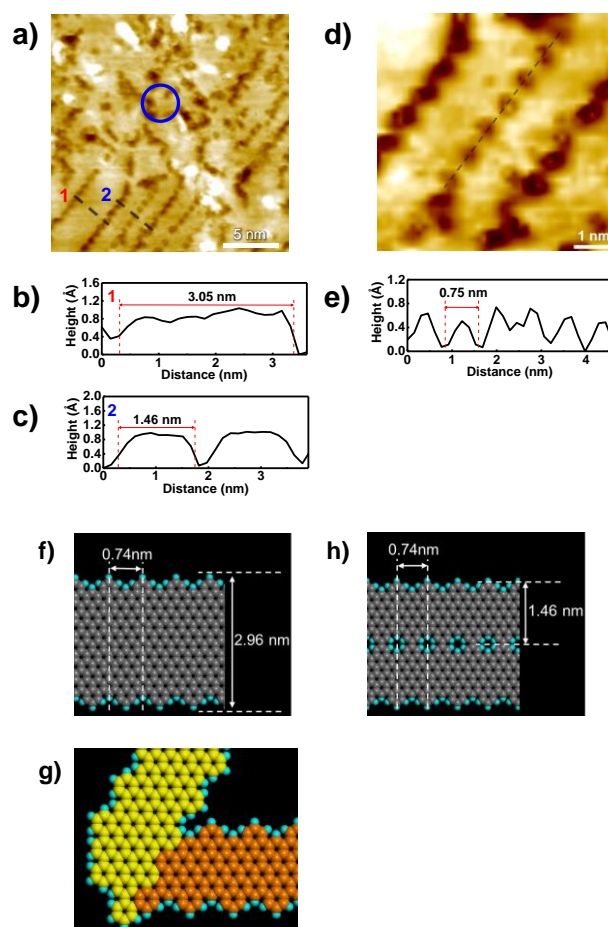 a)
1
2
5 nm
d)
1 nm
b)
1
3.05 nm
Height (Å)
1.6
1.2
0.8
0.4
0.0
0
1
2
3
Distance (nm)
e)
0.75 nm
Height (Å)
1.2
0.8
0.4
0.0
0
1
2
3
4
Distance (nm)
c)
2
1.46 nm
Height (Å)
2.0
1.6
1.2
0.8
0.4
0.0
0
1
2
3
Distance (nm)
f)
0.74nm
2.96 nm
h)
0.74nm
1.46 nm
g)